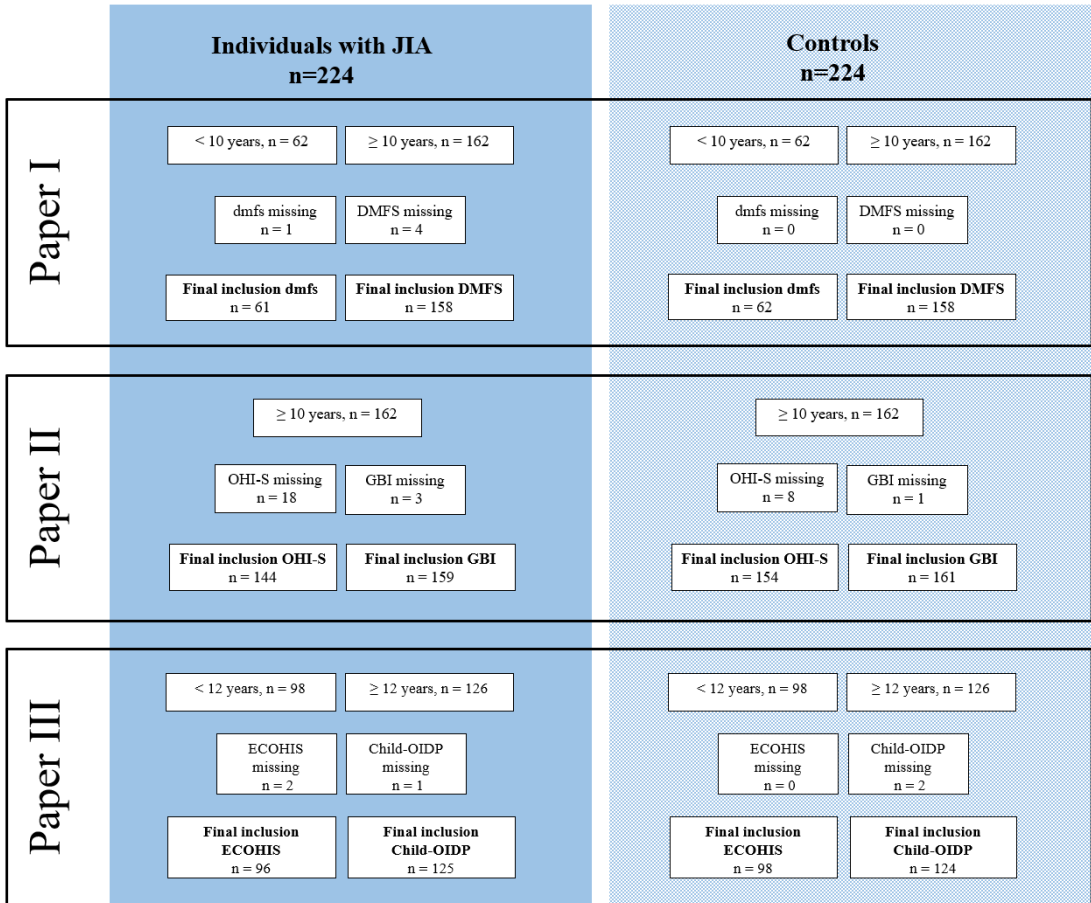 Individuals with JIA
n=224
Controls
n=224
Paper I
< 10 years, n = 62
≥ 10 years, n = 162
< 10 years, n = 62
≥ 10 years, n = 162
dmfs missing
n = 1
DMFS missing
n = 4
dmfs missing
n = 0
DMFS missing
n = 0
Final inclusion dmfs
n = 61
Final inclusion DMFS
n = 158
Final inclusion dmfs
n = 62
Final inclusion DMFS
n = 158
Paper II
≥ 10 years, n = 162
≥ 10 years, n = 162
OHI-S missing
n = 18
GBI missing
n = 3
OHI-S missing
n = 8
GBI missing
n = 1
Final inclusion OHI-S
n = 144
Final inclusion GBI
n = 159
Final inclusion OHI-S
n = 154
Final inclusion GBI
n = 161
Paper III
< 12 years, n = 98
≥ 12 years, n = 126
< 12 years, n = 98
≥ 12 years, n = 126
ECOHIS
missing
n = 2
Child-OIDP
missing
n = 1
ECOHIS
missing
n = 0
Child-OIDP
missing
n = 2
Final inclusion
ECOHIS
n = 96
Final inclusion
Child-OIDP
n = 125
Final inclusion
ECOHIS
n = 98
Final inclusion
Child-OIDP
n = 124